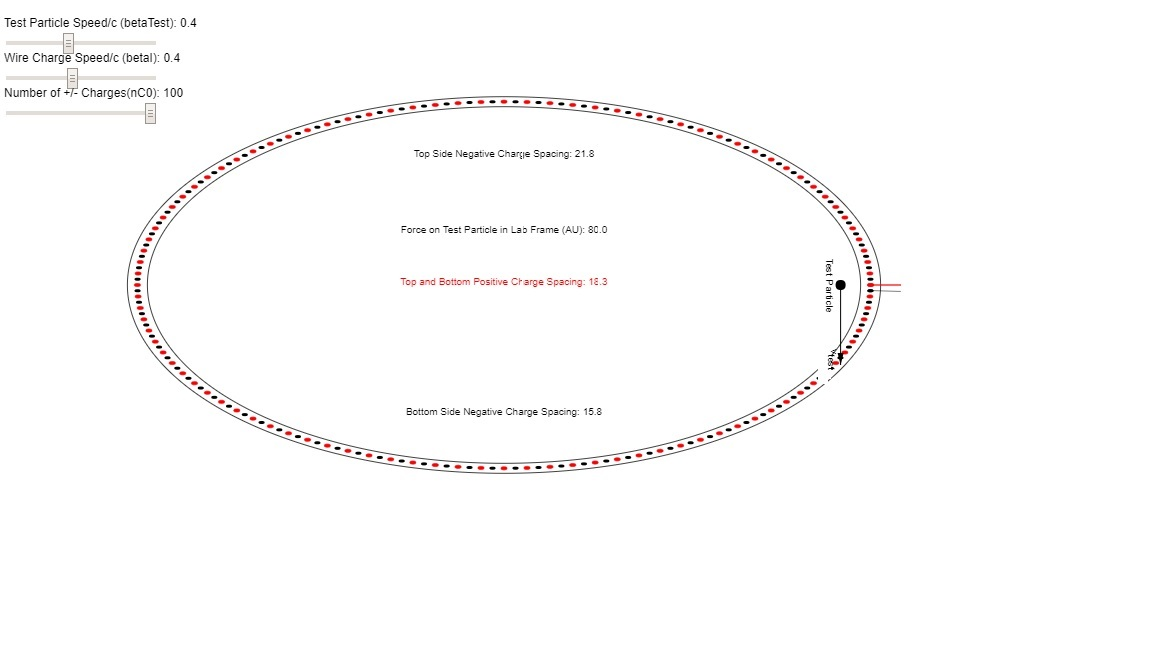 Test Particle Speed/c (betaTest): 0.4
Wire Charge Speed/c (betaI): 0.4
Number of +/- Charges(nC0): 100
Top Side Negative Charge Spacing: 21.8
Force on Test Particle in Lab Frame (AU): 80.0
Top and Bottom Positive Charge Spacing: 18.3
Test Particle
Bottom Side Negative Charge Spacing: 15.8